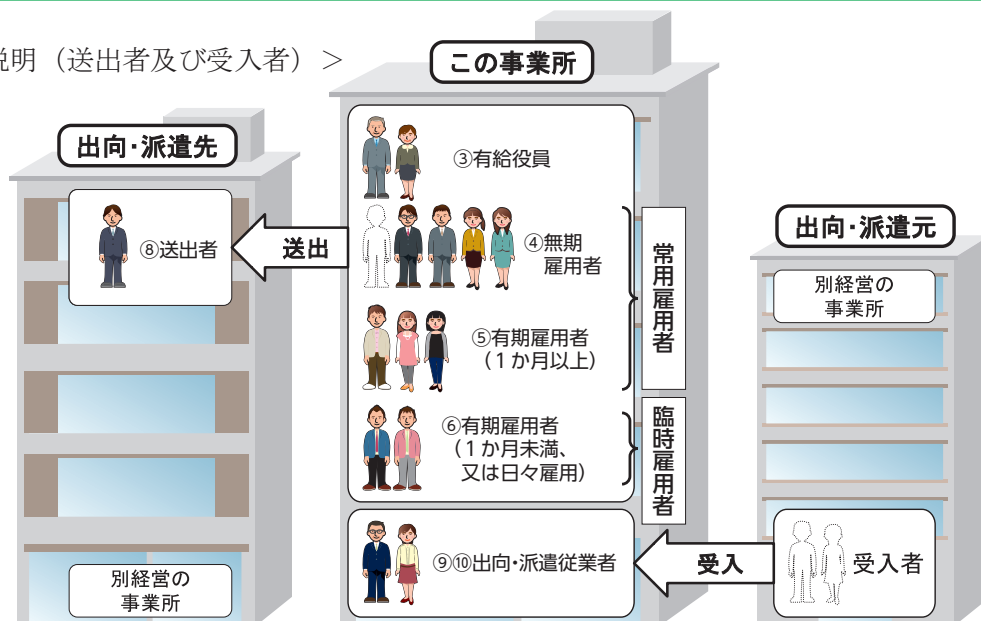 説明（送出者及び受入者）＞
この事業所
出向・派遣先
③有給役員
⑧送出者
送出
④無期
雇用者
常用雇用者
出向・派遣元
別経営の
事業所
⑤有期雇用者
（１か月以上）
⑥有期雇用者
（１か月未満、
又は日々雇用）
臨時雇用者
⑨⑩出向・派遣従業者
受入
受入者
別経営の
事業所